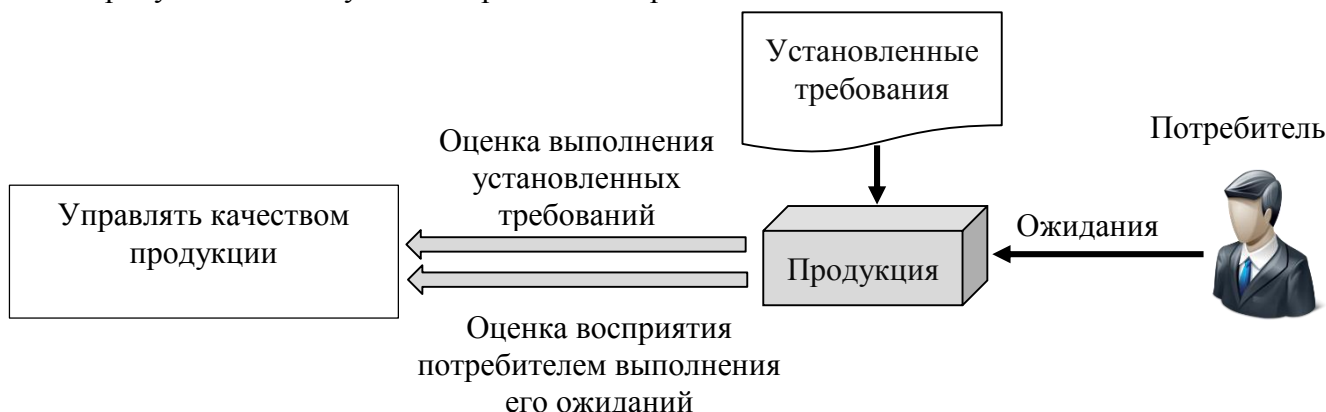 Установленные
требования
Потребитель
Оценка выполнения
установленных
требований
Управлять качеством
продукции
Ожидания
Продукция
Оценка восприятия
потребителем выполнения
его ожиданий